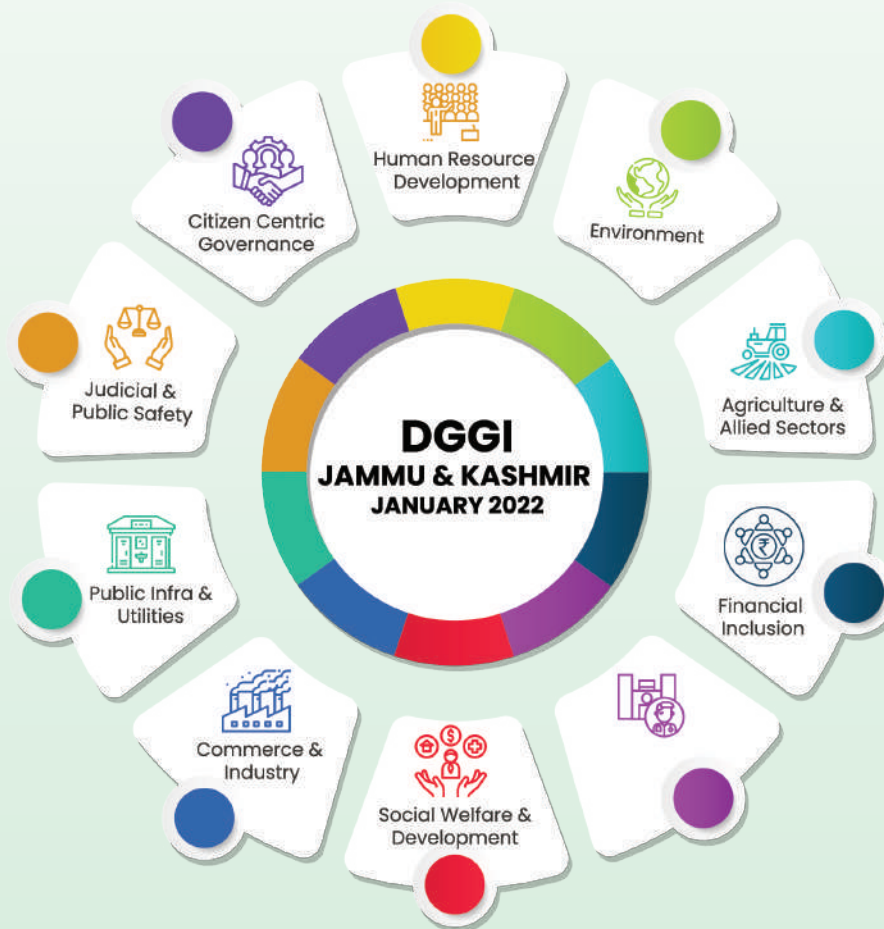 Human Resource
Development
Environment
Agriculture &
Allied Sectors
Financial
Inclusion
Social Welfare &
Development
Commerce &
Industry
Public Infra &
Utilities
Judicial &
Public Safety
Citizen Centric
Governance
DGGI
JAMMU & KASHMIR
JANUARY 2022